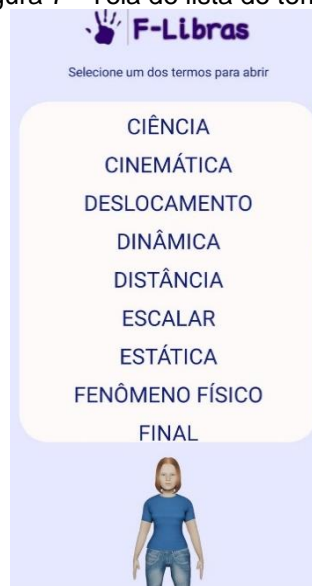 F-Libras
Selecione um dos termos para abrir
CIÊNCIA
CINEMÁTICA
DESLOCAMENTO
DINÂMICA
DISTÂNCIA
ESCALAR
ESTÁTICA
FENÔMENO FÍSICO
FINAL